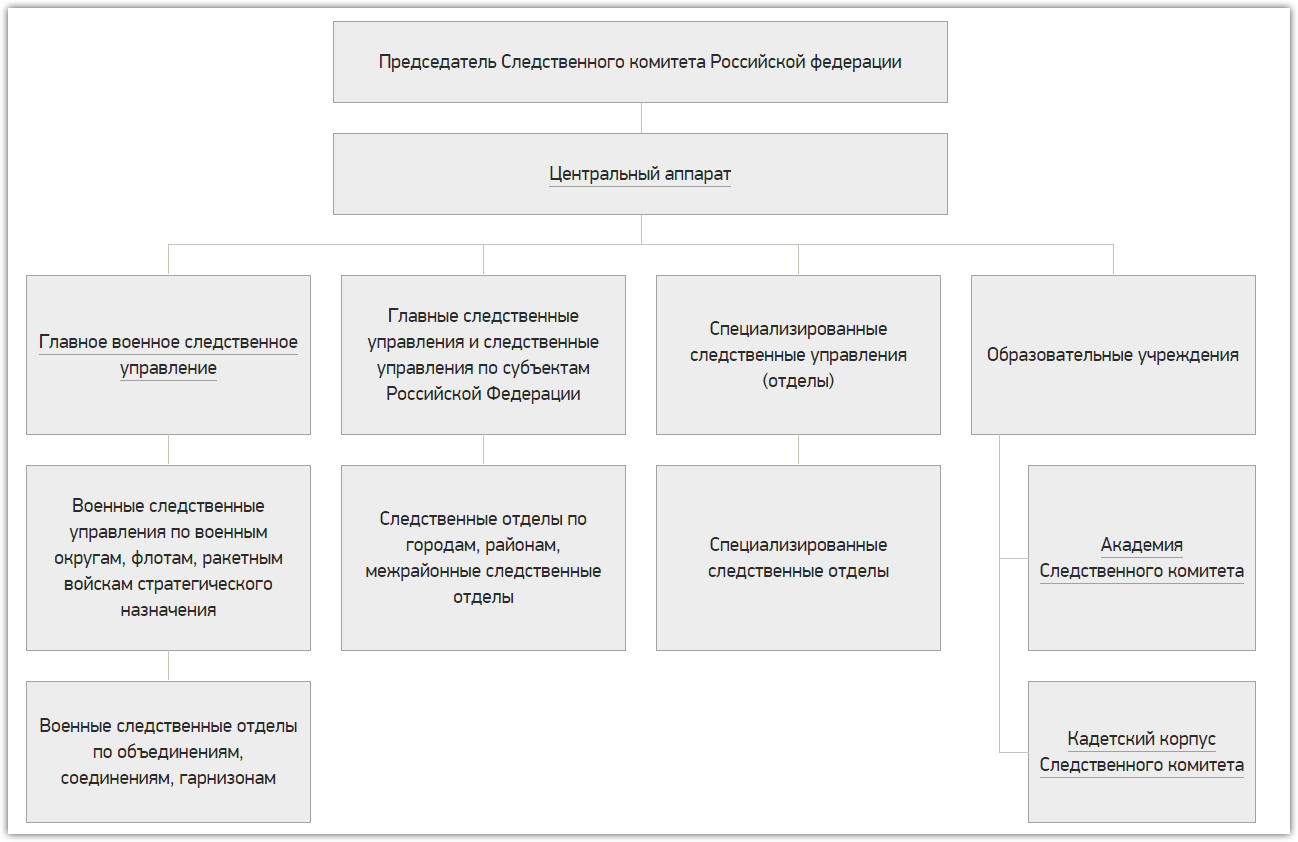 Председатель Следственного комитета Российской федерации
Центральный аппарат
Главное военное следственное
управление
Главные следственные
управления и следственные
управления по субъектам
Российской Федерации
Специализированные
следственные управления
(отделы)
Образовательные учреждения
Военные следственные
управления по военным
округам, флотам, ракетным
войскам стратегического
назначения
Следственные отделы по
городам, районам,
межрайонные следственные
отделы
Специализированные
следственные отделы
Академия
Следственного комитета
Военные следственные отделы
по объединениям,
соединениям, гарнизонам
Кадетский корпус
Следственного комитета